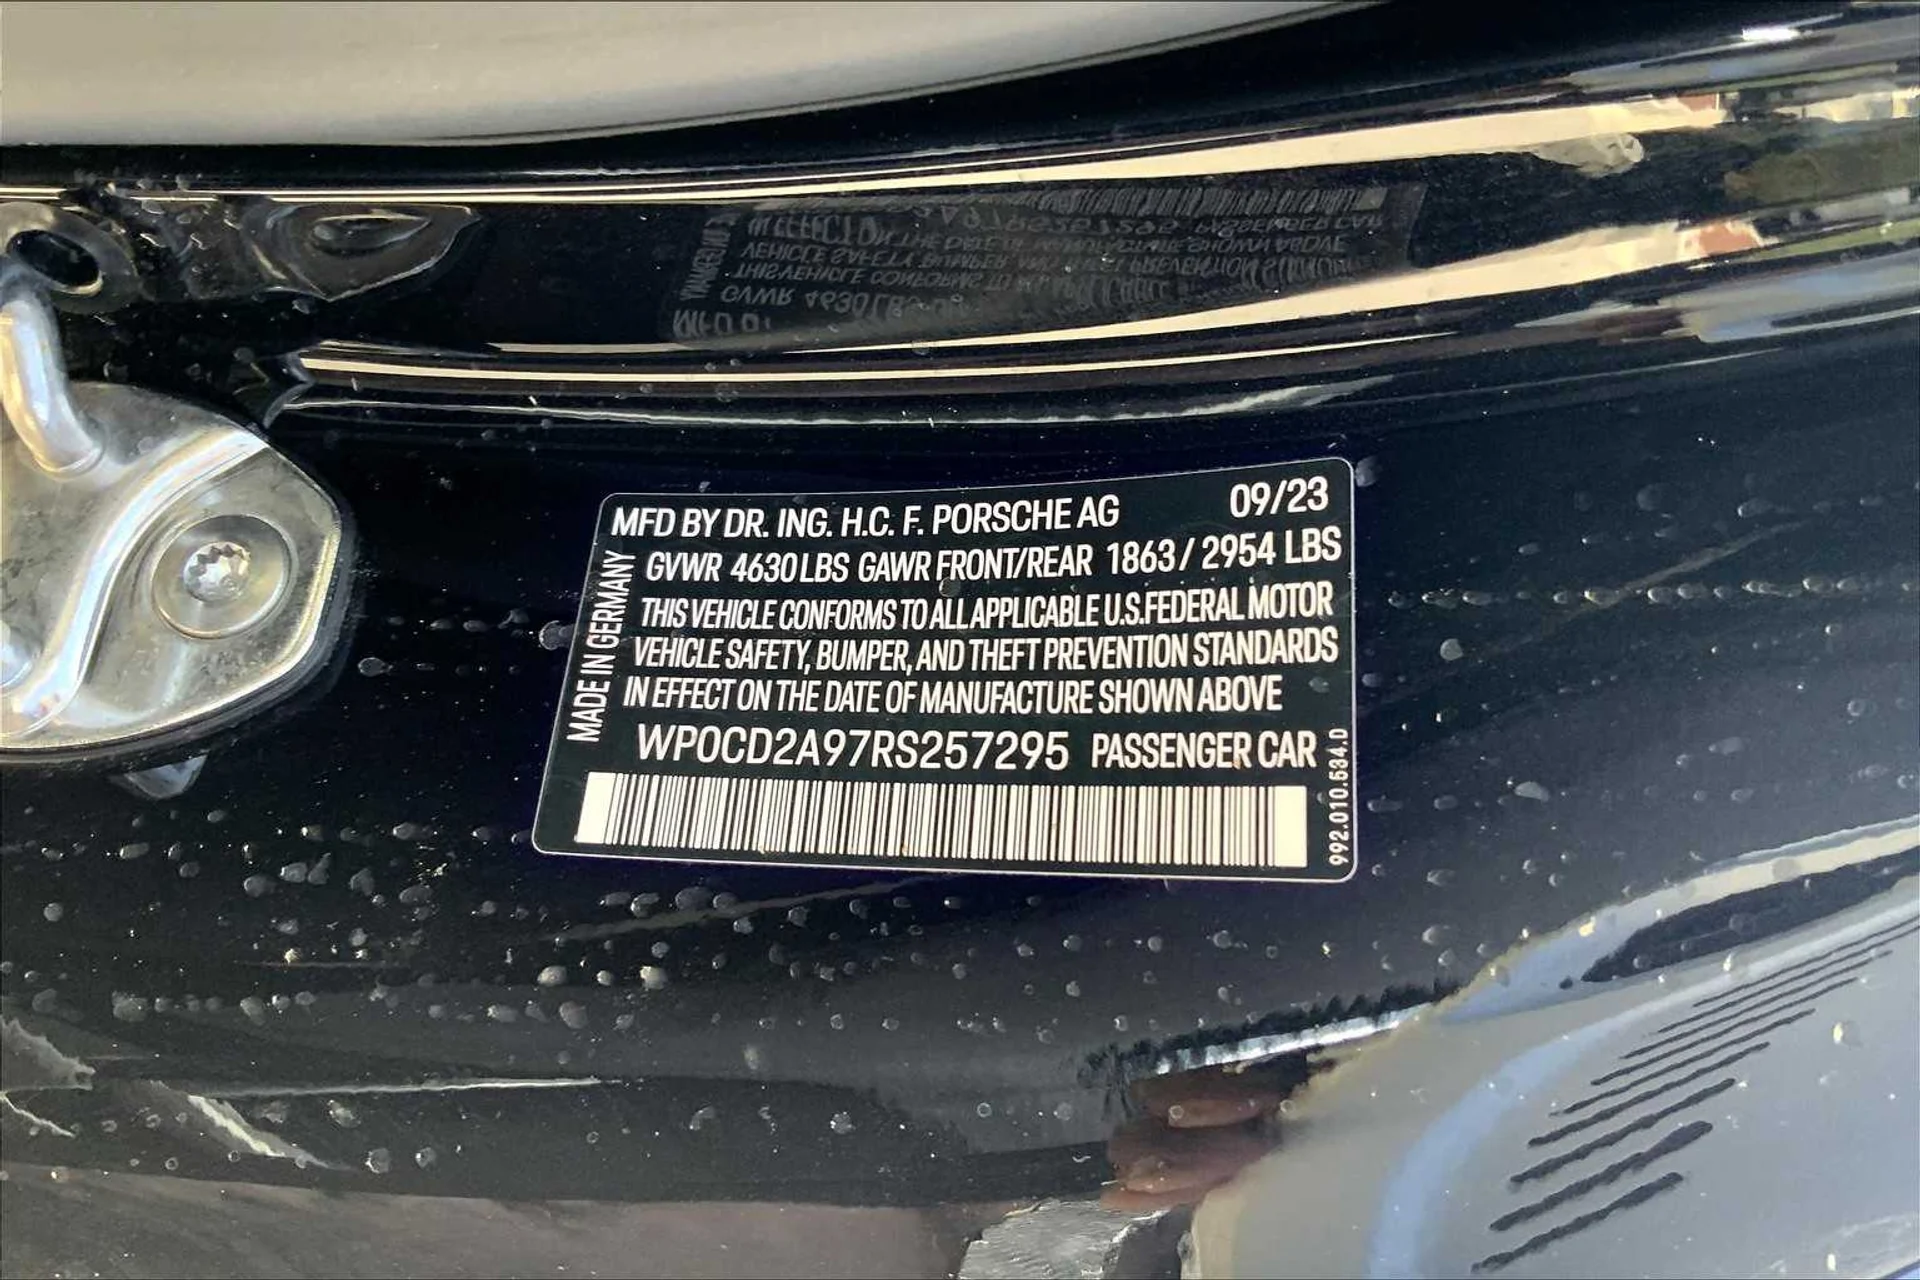 MFD BY DR. ING. H.C. F. PORSCHE AG 09/23
GVWR 4630 LBS GAWR FRONT/REAR 1863 / 2954 LBS
THIS VEHICLE CONFORMS TO ALL APPLICABLE U.S. FEDERAL MOTOR
VEHICLE SAFETY, BUMPER, AND THEFT PREVENTION STANDARDS
IN EFFECT ON THE DATE OF MANUFACTURE SHOWN ABOVE
WP0CD2A97RS257295 PASSENGER CAR
MADE IN GERMANY
992.010.534.0